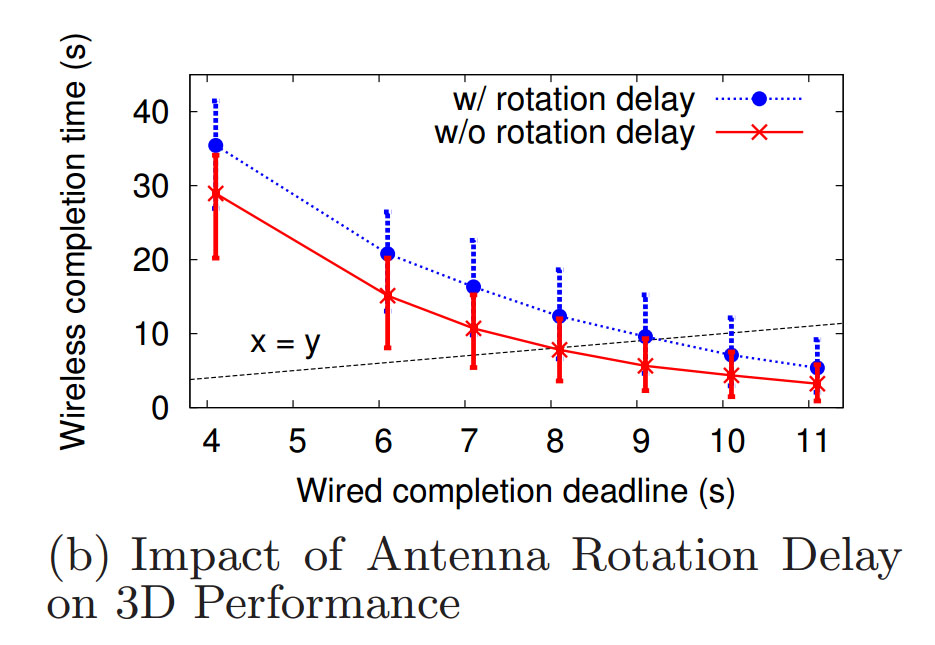 Wireless completion time (s)
40
30
20
10
0
w/ rotation delay
w/o rotation delay
x = y
4 5 6 7 8 9 10 11
Wired completion deadline (s)
(b) Impact of Antenna Rotation Delay
on 3D Performance